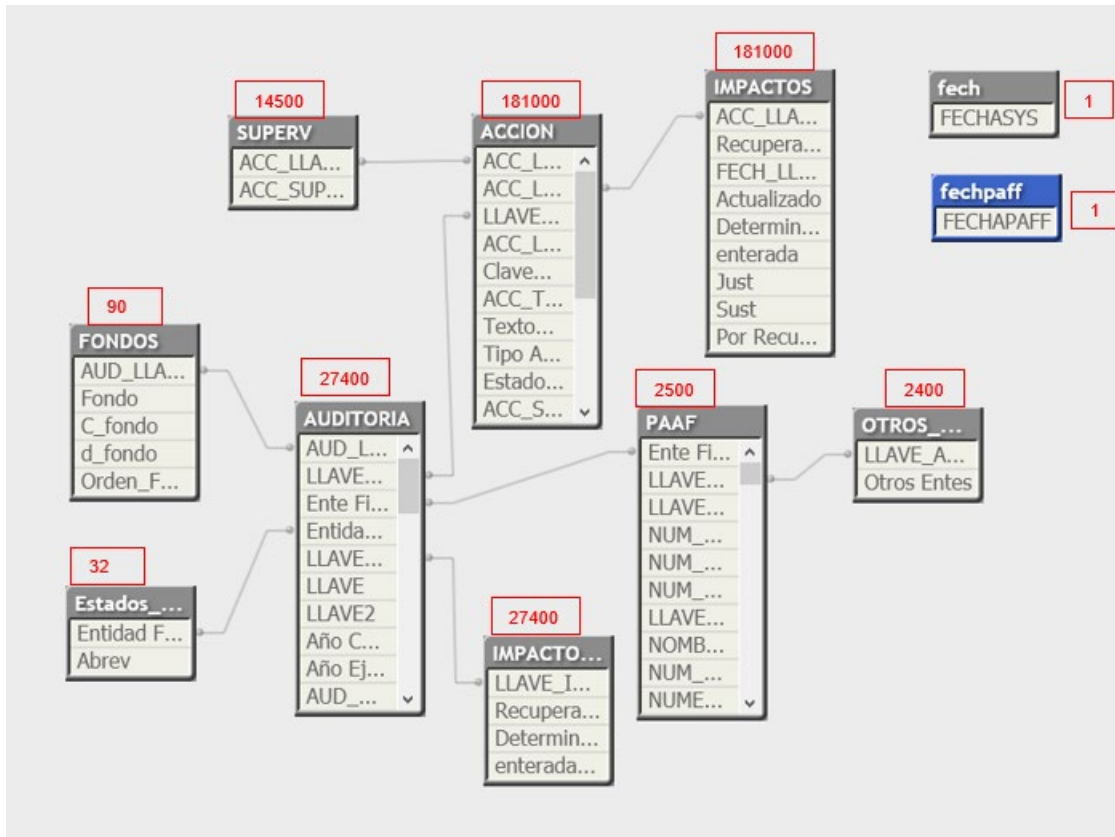 14500
SUPERV
ACC_LLA...
ACC_SUP...
181000
ACCION
ACC_L...
ACC_L...
LLAVE...
ACC_L...
Clave...
ACC_T...
Texto...
Tipo A...
Estado...
ACC_S...
181000
IMPACTOS
ACC_LLA...
Recupera...
FECH_LL...
Actualizado
Determin...
enterada
Just
Sust
Por Recu...
fech
FECHASYS
1
fechpaff
FECHAPAFF
1
90
FONDOS
AUD_LLA...
Fondo
C_fondo
d_fondo
Orden_F...
27400
AUDITORIA
AUD_L...
LLAVE...
Ente Fi...
Entida...
LLAVE...
LLAVE
LLAVE2
Año C...
Año Ej...
AUD_...
2500
PAAF
Ente Fi...
LLAVE...
LLAVE...
NUM_...
NUM_...
NUM_...
LLAVE...
NOMB...
NUM_...
NUME...
2400
OTROS_...
LLAVE_A...
Otros Entes
32
Estados_...
Entidad F...
Abrev
27400
IMPACTO...
LLAVE_I...
Recupera...
Determin...
enterada...